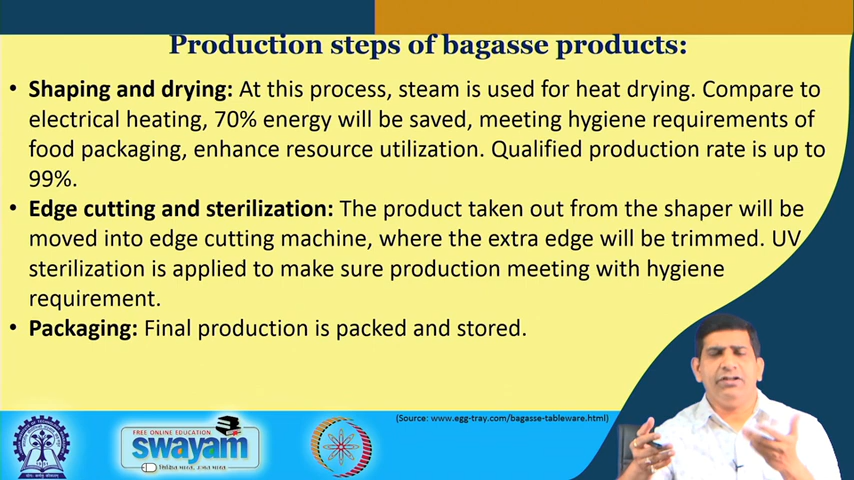 Production steps of bagasse products:
• Shaping and drying: At this process, steam is used for heat drying. Compare to
electrical heating, 70% energy will be saved, meeting hygiene requirements of
food packaging, enhance resource utilization. Qualified production rate is up to
99%.
• Edge cutting and sterilization: The product taken out from the shaper will be
moved into edge cutting machine, where the extra edge will be trimmed. UV
sterilization is applied to make sure production meeting with hygiene
requirement.
• Packaging: Final production is packed and stored.
(Source: www.egg-tray.com/bagasse-tableware.html)
FREE ONLINE EDUCATION
swayam
शिक्षित भारत, उन्नत भारत